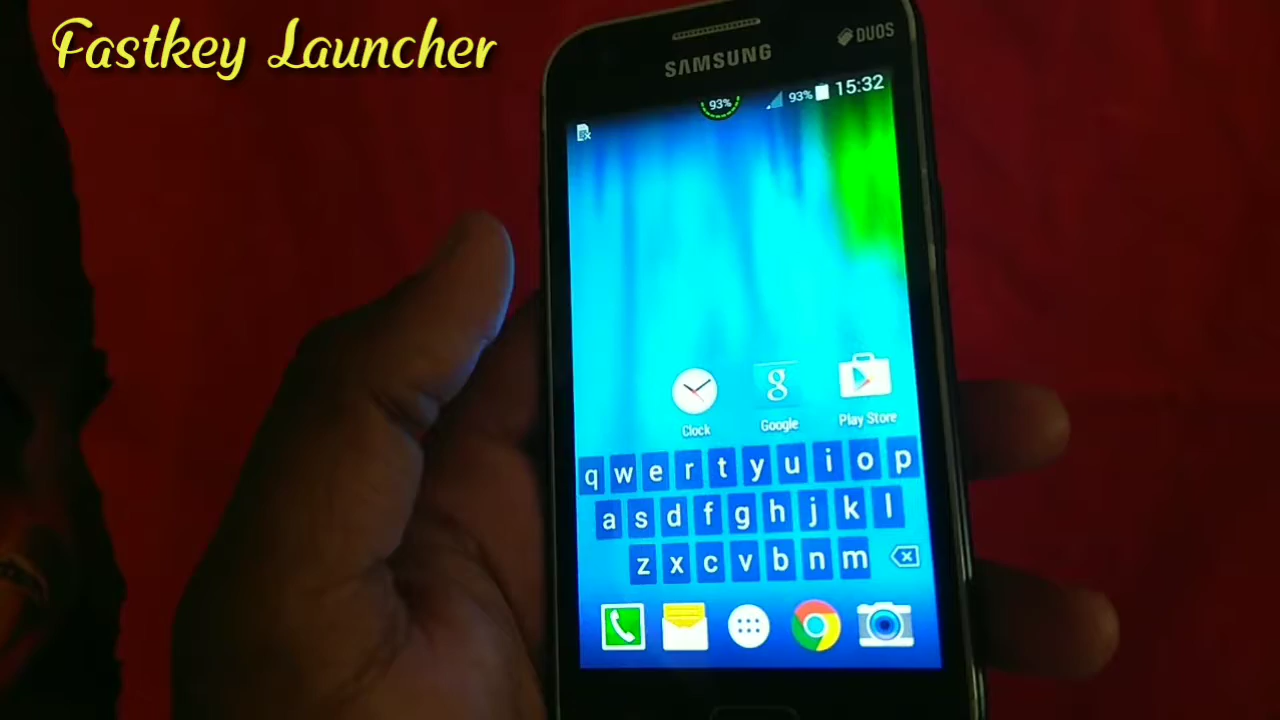 Fastkey Launcher
SAMSUNG
DUOS
93%
93%
15:32
Clock
Google
Play Store
q w e r t y u i o p
a s d f g h j k l
z x c v b n m